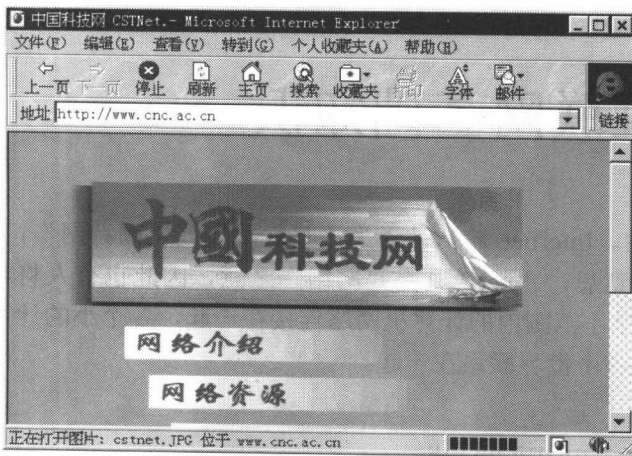 中国科技网 CSTNet.- Microsoft Internet Explorer
文件(F) 编辑(E) 查看(V) 转到(G) 个人收藏夹(A) 帮助(H)
上一页 下一页 停止 刷新 主页 搜索 收藏夹 打印 字体 邮件
地址 http://www.cnc.ac.cn 链接
中國科技网
网络介绍
网络资源
正在打开图片: cstnet.JPG 位于 www.cnc.ac.cn